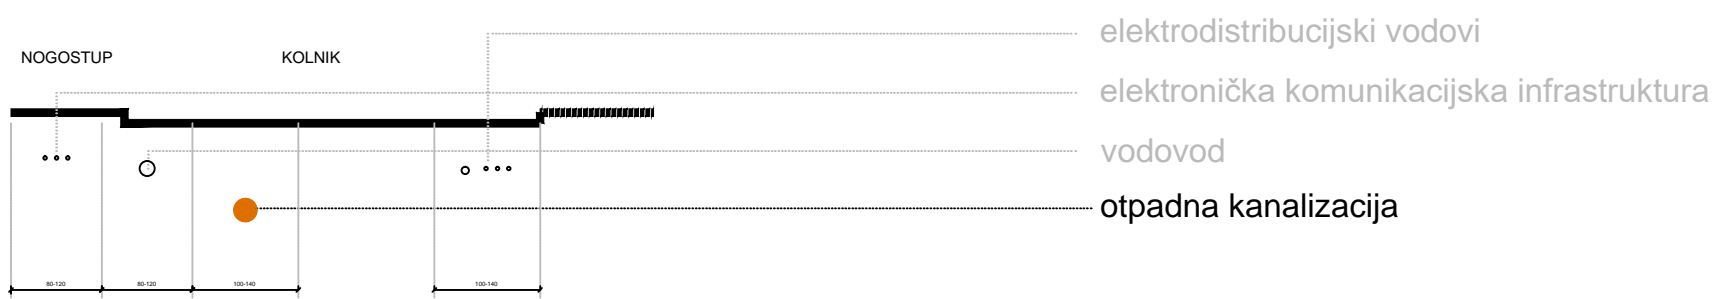 elektrodistribucijski vodovi
NOGOSTUP KOLNIK
elektronička komunikacijska infrastruktura
vodovod
otpadna kanalizacija
80-120 80-120 100-140 100-140